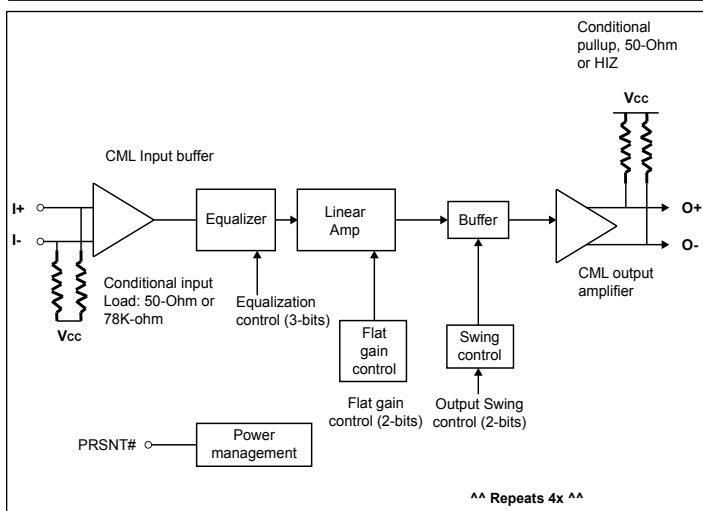 Conditional
pullup, 50-Ohm
or HIZ
Vcc
CML Input buffer
I+
I-
Equalizer
Linear
Amp
Buffer
O+
O-
CML output
amplifier
Conditional input
Load: 50-Ohm or
78K-ohm
Vcc
Equalization
control (3-bits)
Flat
gain
control
Swing
control
Flat gain
control (2-bits)
Output Swing
control (2-bits)
PRSNT#
Power
management
^^ Repeats 4x ^^